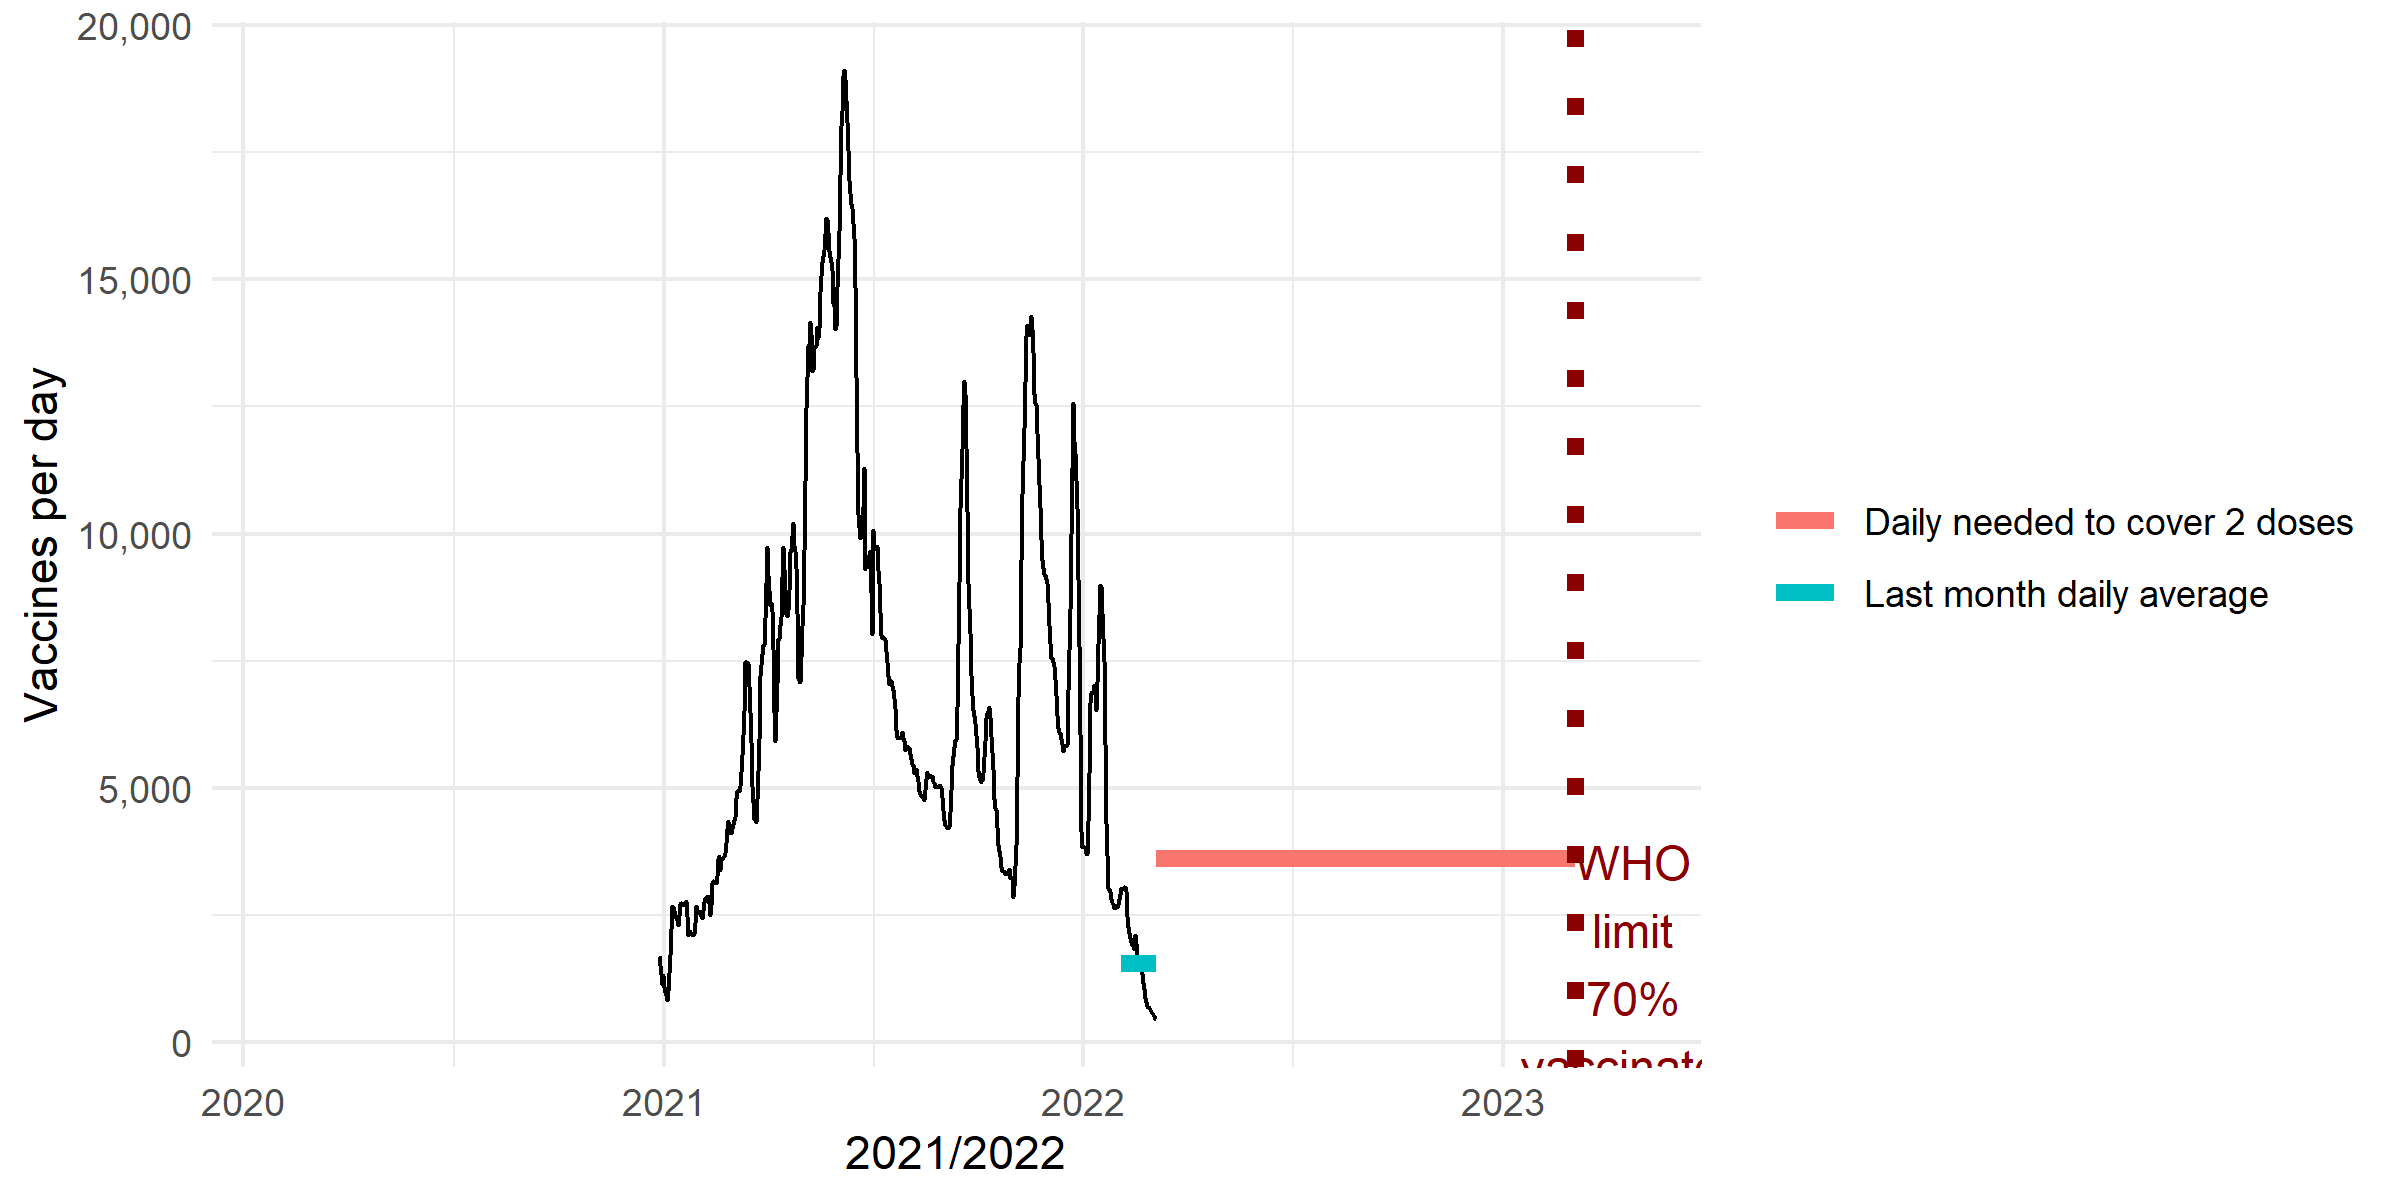 20,000
15,000
10,000
5,000
0
Vaccines per day
2020
2021
2022
2023
2021/2022
WHO
limit
70%
Daily needed to cover 2 doses
Last month daily average